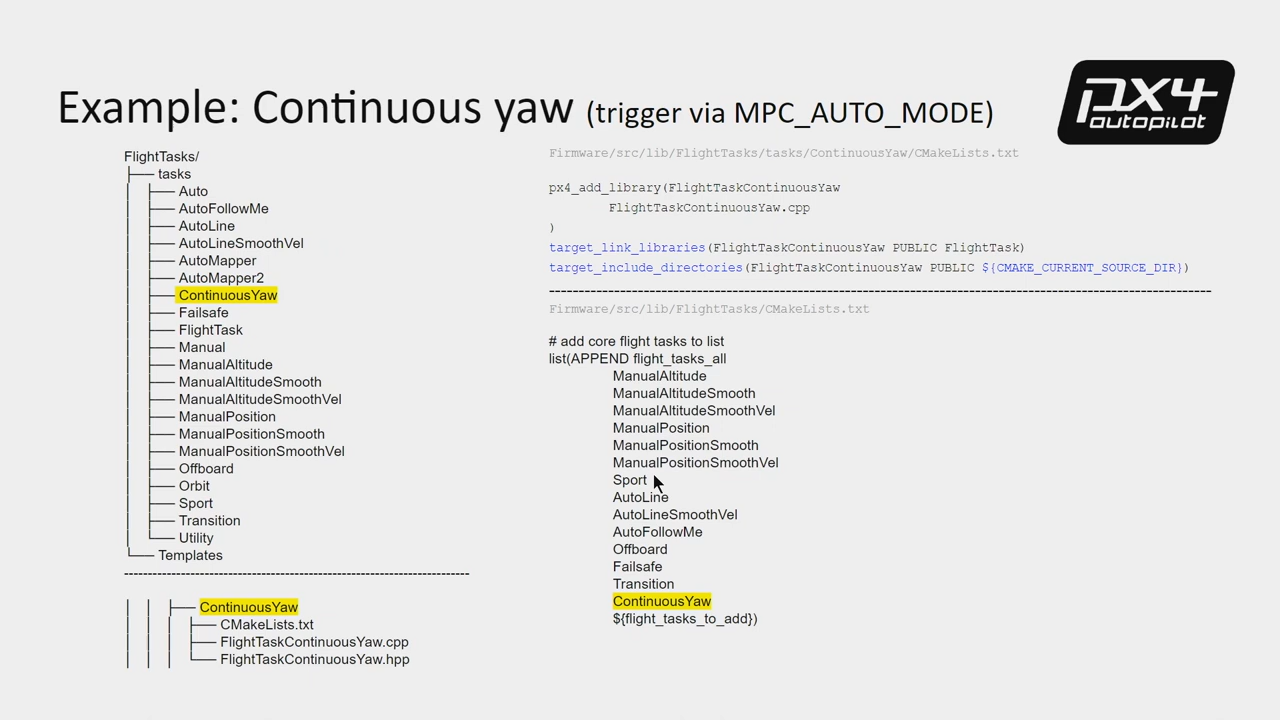 Example: Continuous yaw (trigger via MPC_AUTO_MODE)
px4
autopilot
FlightTasks/
├── tasks
│ ├── Auto
│ ├── AutoFollowMe
│ ├── AutoLine
│ ├── AutoLineSmoothVel
│ ├── AutoMapper
│ ├── AutoMapper2
│ ├── ContinuousYaw
│ ├── Failsafe
│ ├── FlightTask
│ ├── Manual
│ ├── ManualAltitude
│ ├── ManualAltitudeSmooth
│ ├── ManualAltitudeSmoothVel
│ ├── ManualPosition
│ ├── ManualPositionSmooth
│ ├── ManualPositionSmoothVel
│ ├── Offboard
│ ├── Orbit
│ ├── Sport
│ ├── Transition
│ └── Utility
└── Templates
│ │ ├── ContinuousYaw
│ │ │ ├── CMakeLists.txt
│ │ │ ├── FlightTaskContinuousYaw.cpp
│ │ │ └── FlightTaskContinuousYaw.hpp
Firmware/src/lib/FlightTasks/tasks/ContinuousYaw/CMakeLists.txt
px4_add_library(FlightTaskContinuousYaw
FlightTaskContinuousYaw.cpp
)
target_link_libraries(FlightTaskContinuousYaw PUBLIC FlightTask)
target_include_directories(FlightTaskContinuousYaw PUBLIC ${CMAKE_CURRENT_SOURCE_DIR})
Firmware/src/lib/FlightTasks/CMakeLists.txt
# add core flight tasks to list
list(APPEND flight_tasks_all
ManualAltitude
ManualAltitudeSmooth
ManualAltitudeSmoothVel
ManualPosition
ManualPositionSmooth
ManualPositionSmoothVel
Sport
AutoLine
AutoLineSmoothVel
AutoFollowMe
Offboard
Failsafe
Transition
ContinuousYaw
${flight_tasks_to_add})